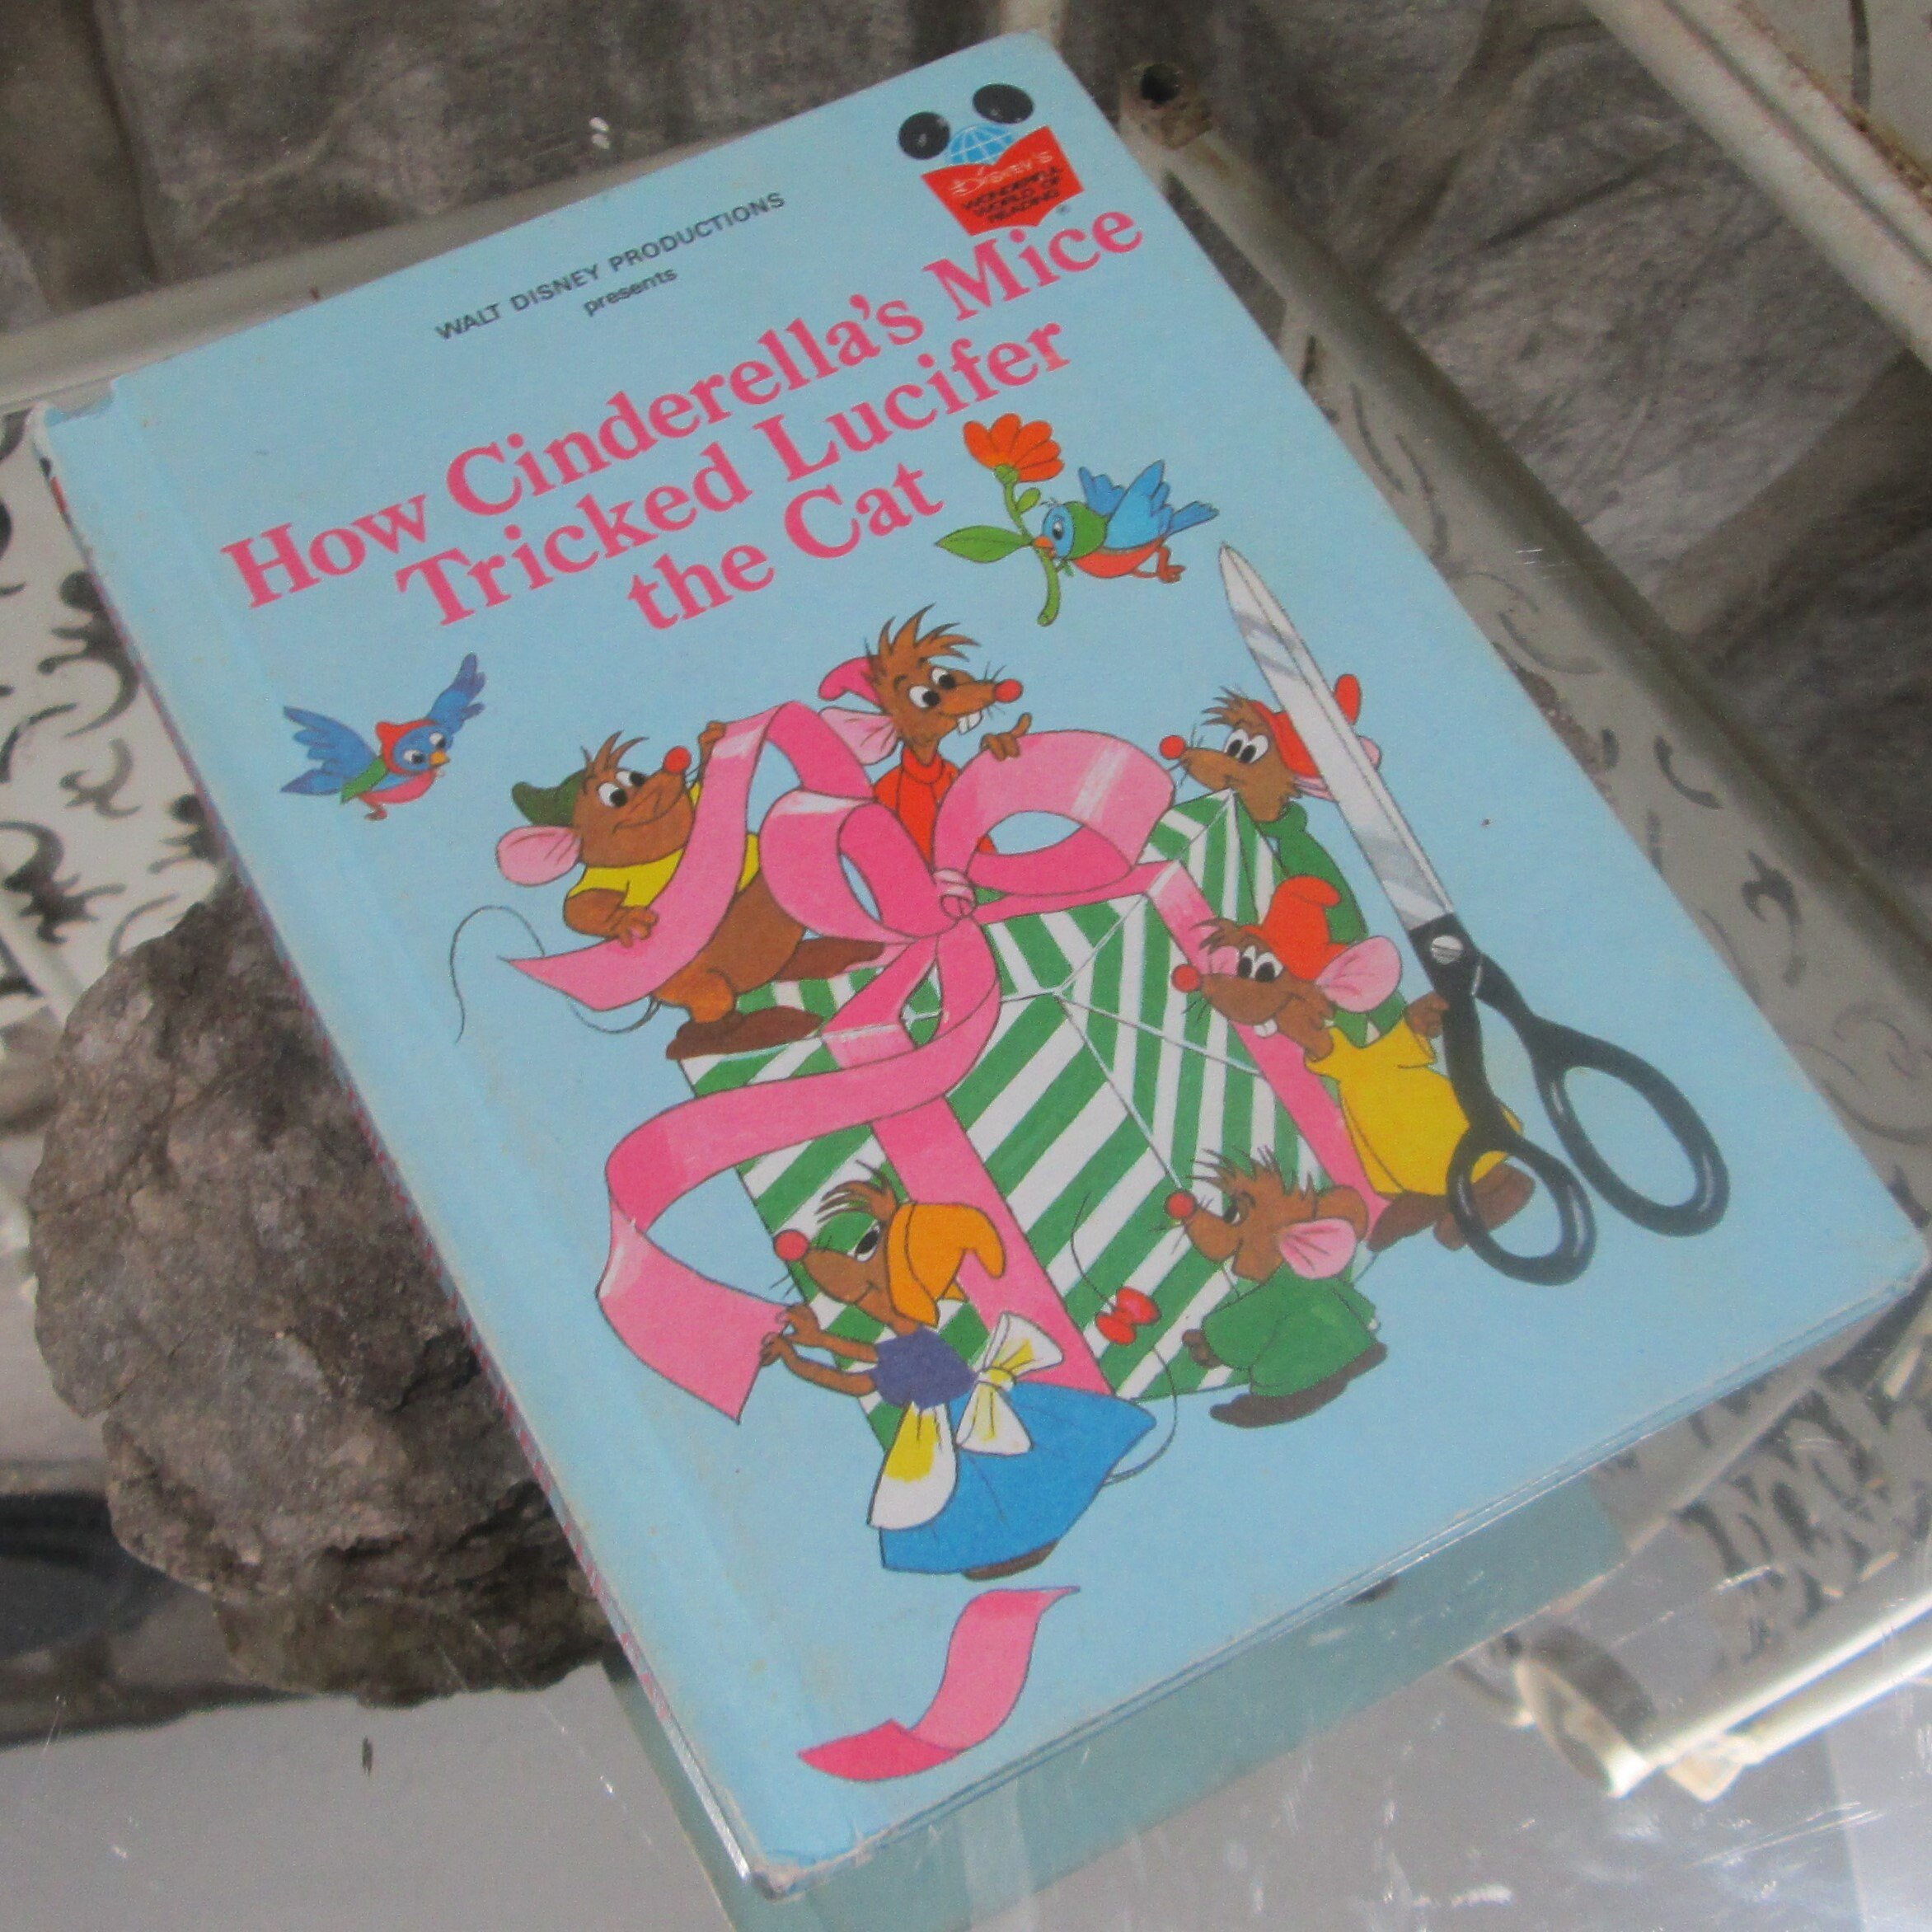 Disney's
WONDERFUL
WORLD OF
READING
®
WALT DISNEY PRODUCTIONS
presents
How Cinderella's Mice
Tricked Lucifer
the Cat